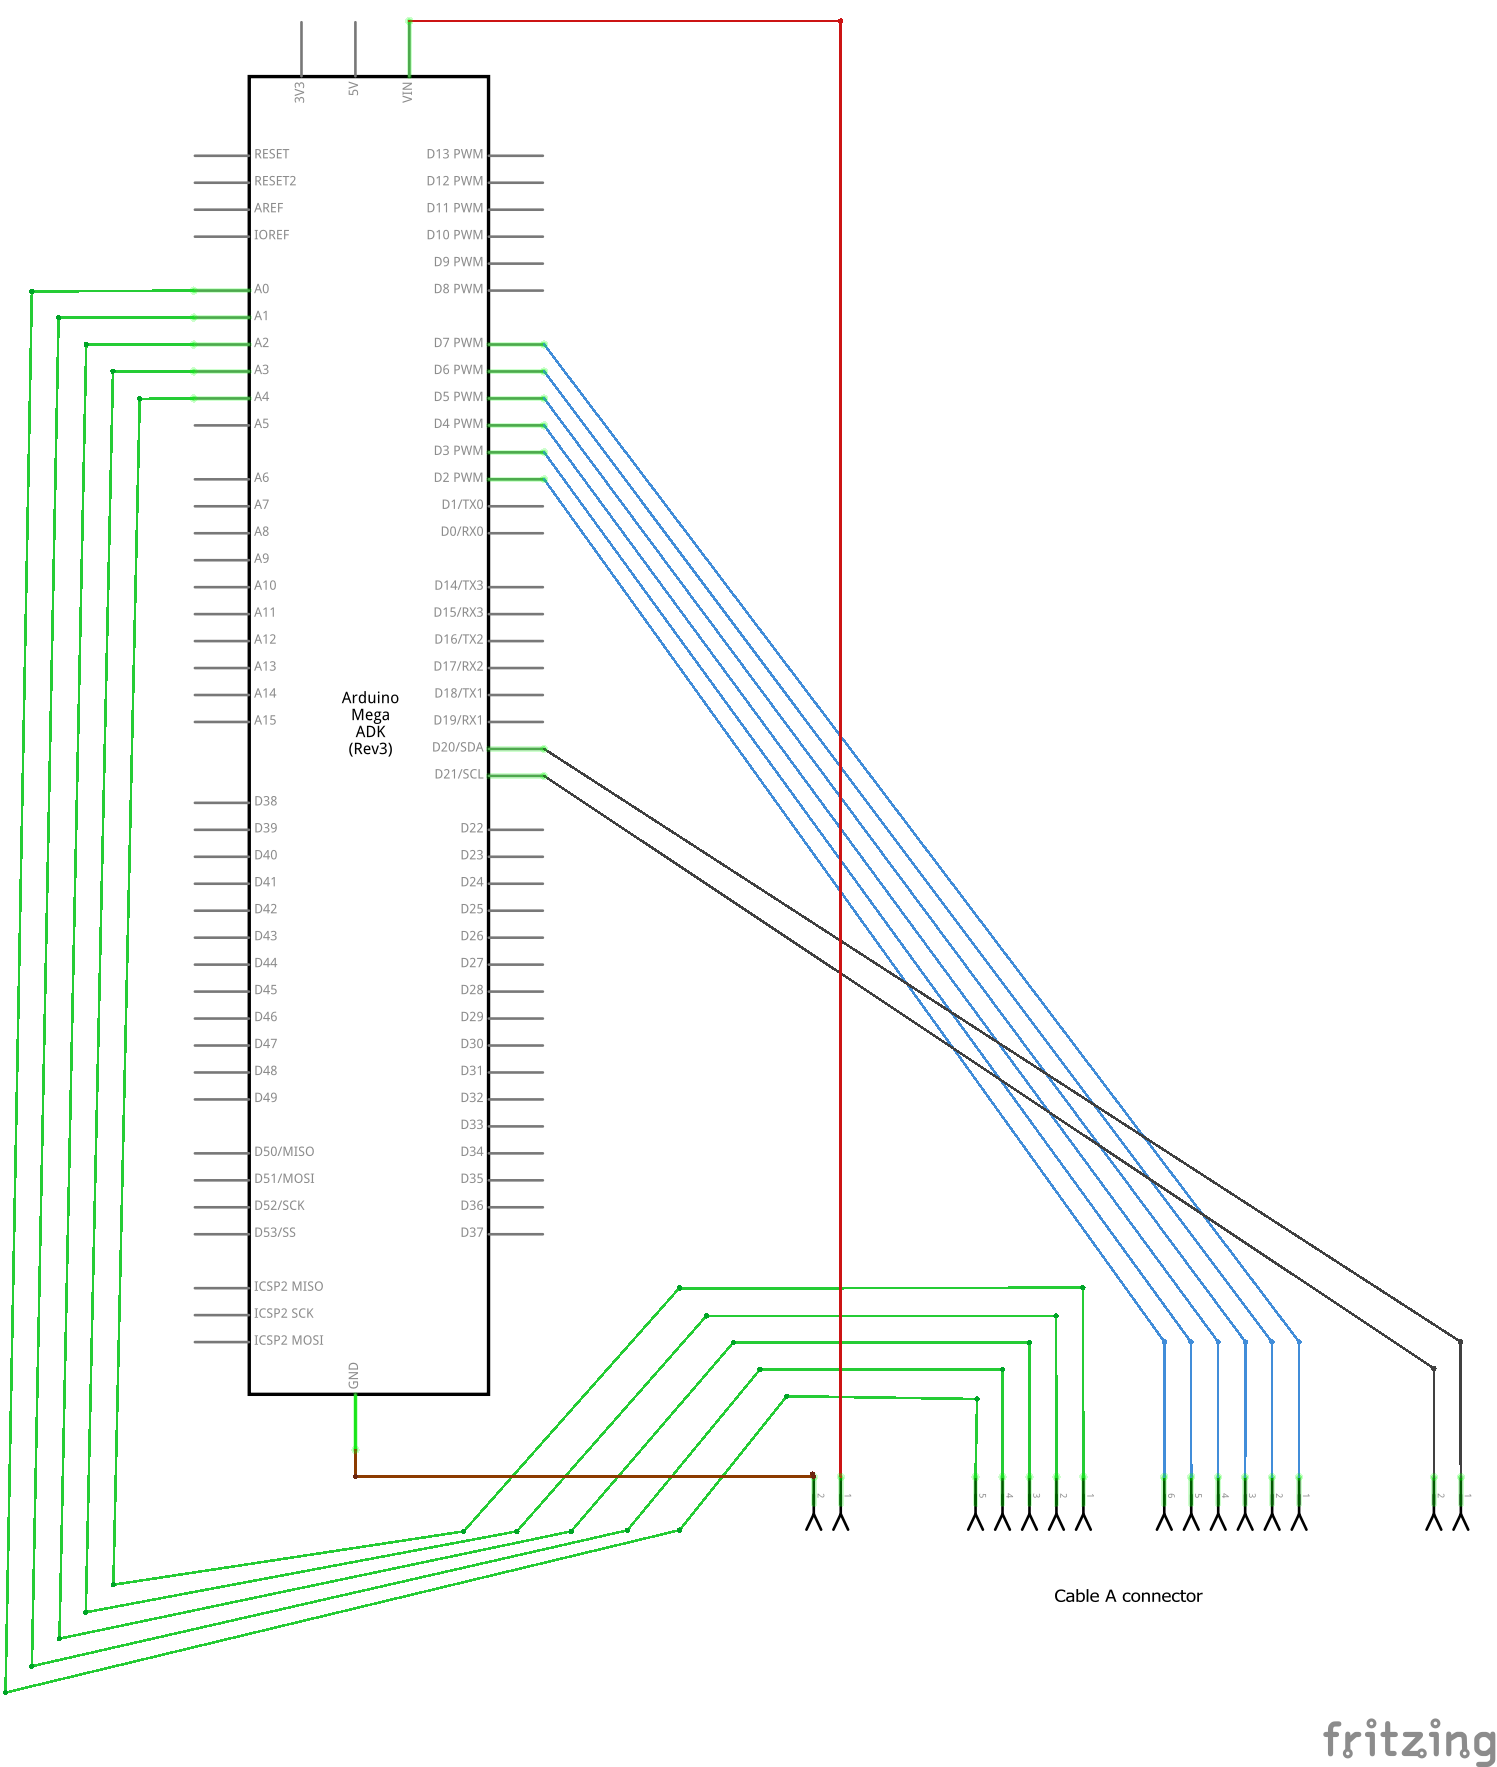 3V3
5V
VIN
RESET
RESET2
AREF
IOREF
A0
A1
A2
A3
A4
A5
A6
A7
A8
A9
A10
A11
A12
A13
A14
A15
D38
D39
D40
D41
D42
D43
D44
D45
D46
D47
D48
D49
D50/MISO
D51/MOSI
D52/SCK
D53/SS
ICSP2 MISO
ICSP2 SCK
ICSP2 MOSI
Arduino
Mega
ADK
(Rev3)
D13 PWM
D12 PWM
D11 PWM
D10 PWM
D9 PWM
D8 PWM
D7 PWM
D6 PWM
D5 PWM
D4 PWM
D3 PWM
D2 PWM
D1/TX0
D0/RX0
D14/TX3
D15/RX3
D16/TX2
D17/RX2
D18/TX1
D19/RX1
D20/SDA
D21/SCL
D22
D23
D24
D25
D26
D27
D28
D29
D30
D31
D32
D33
D34
D35
D36
D37
GND
2
1
5
4
3
2
1
6
5
4
3
2
1
2
1
Cable A connector
fritzing